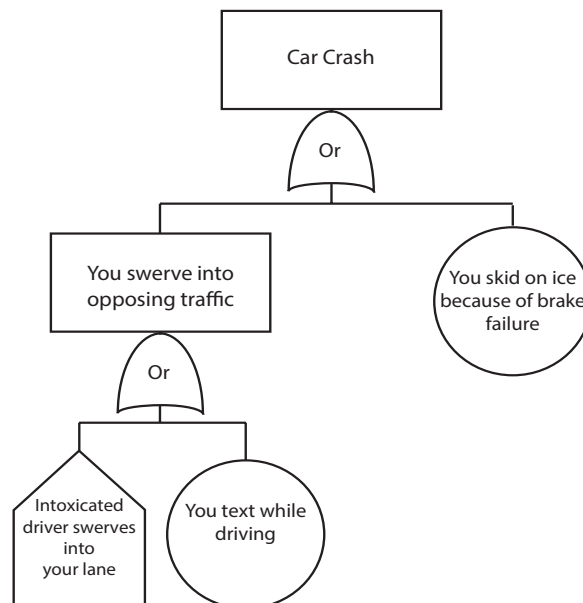 Car Crash
Or
You swerve into
opposing traffic
You skid on ice
because of brake
failure
Or
Intoxicated
driver swerves
into
your lane
You text while
driving